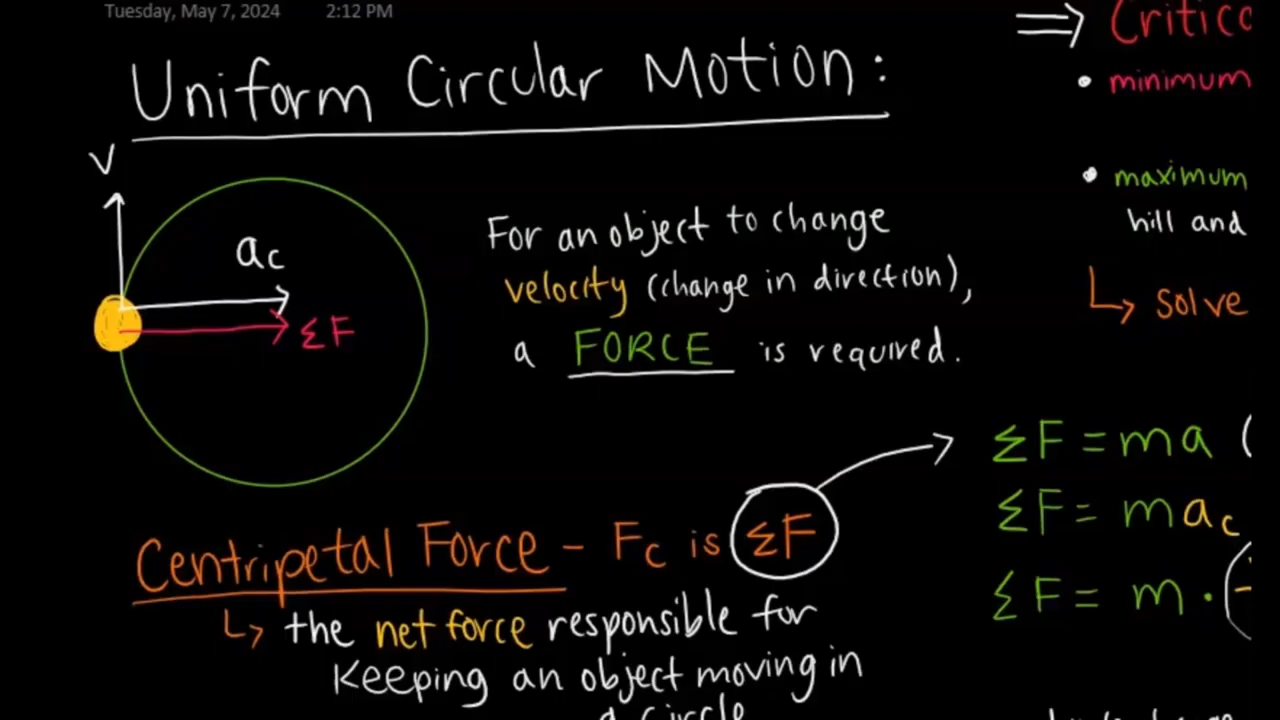 Tuesday, May 7, 2024 2:12 PM
Uniform Circular Motion:
V
ac
ΣF
For an object to change
velocity (change in direction),
a FORCE is required.
Centripetal Force - Fc is ΣF
↳ the net force responsible for
keeping an object moving in
a circle
⇒
• minimum
• maximum
hill and
↳ solve
ΣF = ma (
ΣF = mac
ΣF = m ·